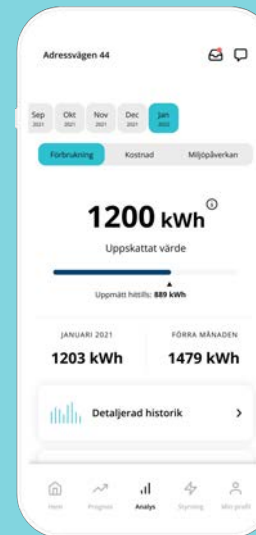 Adressvägen 44
Sep Okt Nov Dec Jan
2021 2021 2021 2021 2022
Förbrukning Kostnad Miljöpåverkan
1200 kWh
Uppskattat värde
Uppmätt hittills: 889 kWh
JANUARI 2021 FÖRRA MÅNADEN
1203 kWh 1479 kWh
Detaljerad historik
Hem Prognos Analys Styrning Min profil